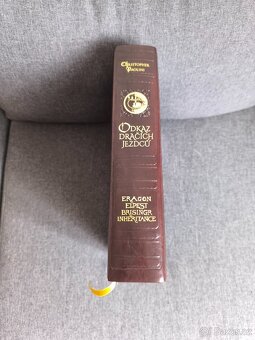 CHRISTOPHER
PAOLINI
ODKAZ
DRAČÍCH
JEZDCŮ
ERAGON
ELDEST
BRISINGR
INHERITANCE